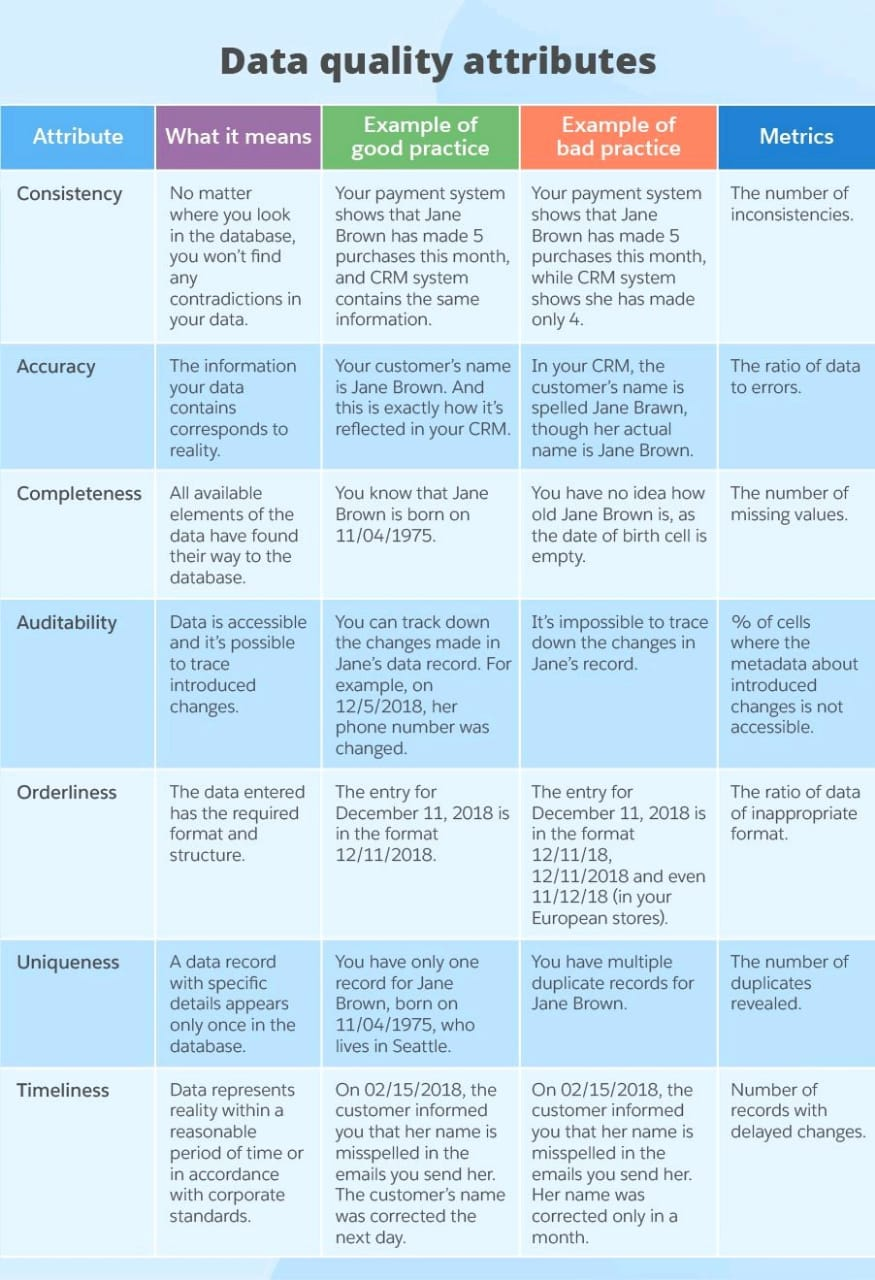 Data quality attributes
Attribute
What it means
Example of
good practice
Example of
bad practice
Metrics
Consistency
No matter
where you look
in the database,
you won't find
any
contradictions in
your data.
Your payment system
shows that Jane
Brown has made 5
purchases this month,
and CRM system
contains the same
information.
Your payment system
shows that Jane
Brown has made 5
purchases this month,
while CRM system
shows she has made
only 4.
The number of
inconsistencies.
Accuracy
The information
your data
contains
corresponds to
reality.
Your customer's name
is Jane Brown. And
this is exactly how it's
reflected in your CRM.
In your CRM, the
customer's name is
spelled Jane Brawn,
though her actual
name is Jane Brown.
The ratio of data
to errors.
Completeness
All available
elements of the
data have found
their way to the
database.
You know that Jane
Brown is born on
11/04/1975.
You have no idea how
old Jane Brown is, as
the date of birth cell is
empty.
The number of
missing values.
Auditability
Data is accessible
and it's possible
to trace
introduced
changes.
You can track down
the changes made in
Jane's data record. For
example, on
12/5/2018, her
phone number was
changed.
It's impossible to trace
down the changes in
Jane's record.
% of cells
where the
metadata about
introduced
changes is not
accessible.
Orderliness
The data entered
has the required
format and
structure.
The entry for
December 11, 2018 is
in the format
12/11/2018.
The entry for
December 11, 2018 is
in the format
12/11/18,
12/11/2018 and even
11/12/18 (in your
European stores).
The ratio of data
of inappropriate
format.
Uniqueness
A data record
with specific
details appears
only once in the
database.
You have only one
record for Jane
Brown, born on
11/04/1975, who
lives in Seattle.
You have multiple
duplicate records for
Jane Brown.
The number of
duplicates
revealed.
Timeliness
Data represents
reality within a
reasonable
period of time or
in accordance
with corporate
standards.
On 02/15/2018, the
customer informed
you that her name is
misspelled in the
emails you send her.
The customer's name
was corrected the
next day.
On 02/15/2018, the
customer informed
you that her name is
misspelled in the
emails you send her.
Her name was
corrected only in a
month.
Number of
records with
delayed changes.